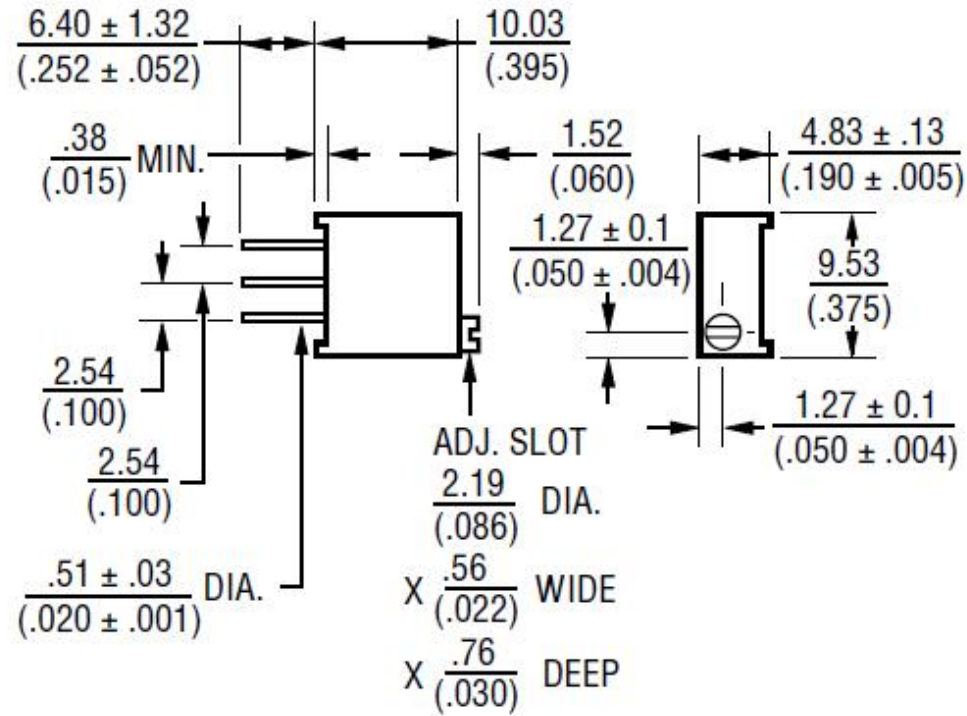 6.40 ± 1.32
(.252 ± .052)
10.03
(.395)
.38
(.015)
MIN.
1.52
(.060)
4.83 ± .13
(.190 ± .005)
1.27 ± 0.1
(.050 ± .004)
9.53
(.375)
2.54
(.100)
1.27 ± 0.1
(.050 ± .004)
2.54
(.100)
ADJ. SLOT
2.19
(.086)
DIA.
.51 ± .03
(.020 ± .001)
DIA.
X .56
(.022)
WIDE
X .76
(.030)
DEEP